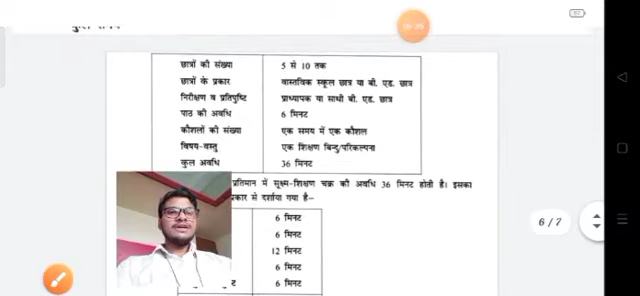 छात्रों की संख्या 5 से 10 तक
छात्रों के प्रकार वास्तविक स्कूल छात्र या बी. एड. छात्र
निरीक्षण व प्रतिपुष्टि प्राध्यापक या साथी बी. एड. छात्र
पाठ की अवधि 6 मिनट
कौशलों की संख्या एक समय में एक कौशल
विषय-वस्तु एक शिक्षण बिन्दु/परिकल्पना
कुल अवधि 36 मिनट
प्रतिमान में सूक्ष्म-शिक्षण चक्र की अवधि 36 मिनट होती है। इसका
प्रकार से दर्शाया गया है—
6 मिनट
6 मिनट
12 मिनट
6 मिनट
6 मिनट
6 / 7